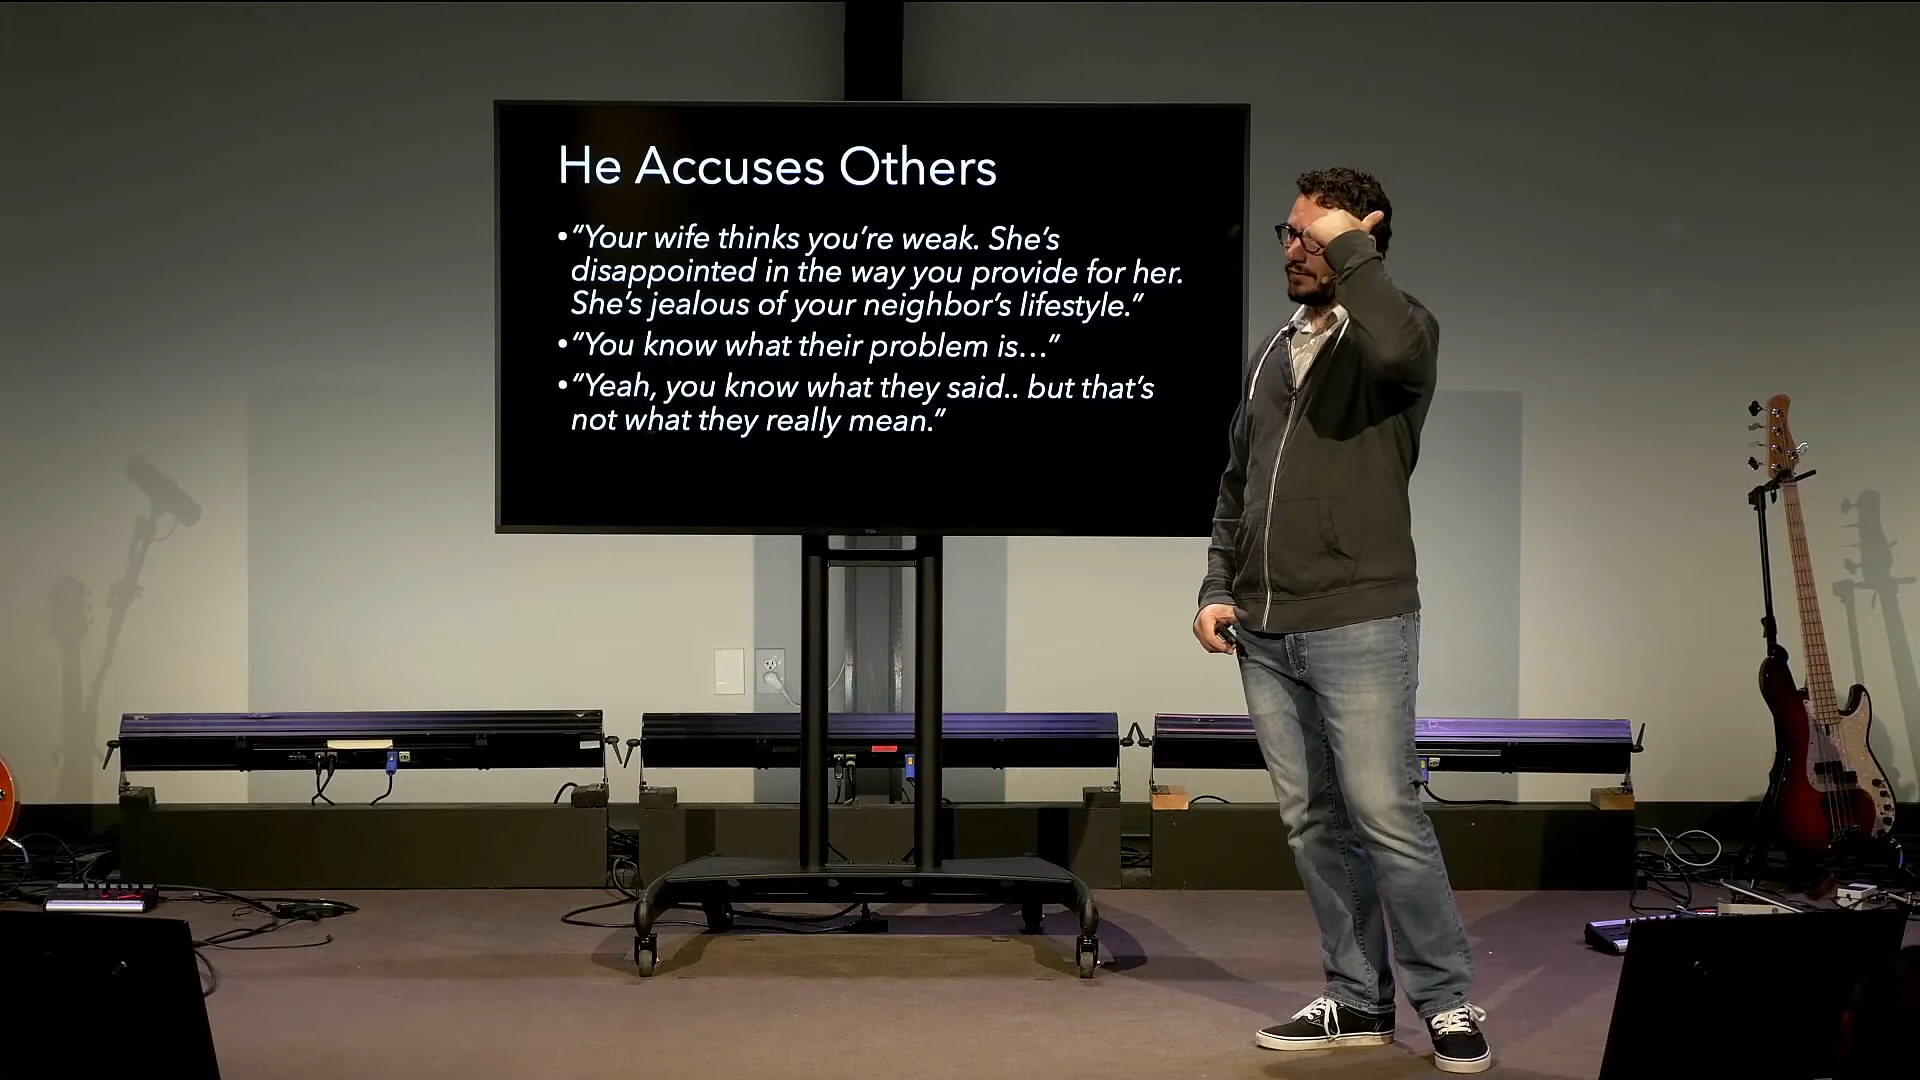 He Accuses Others
•“Your wife thinks you’re weak. She’s
disappointed in the way you provide for her.
She’s jealous of your neighbor’s lifestyle.”
•“You know what their problem is…”
•“Yeah, you know what they said.. but that’s
not what they really mean.”